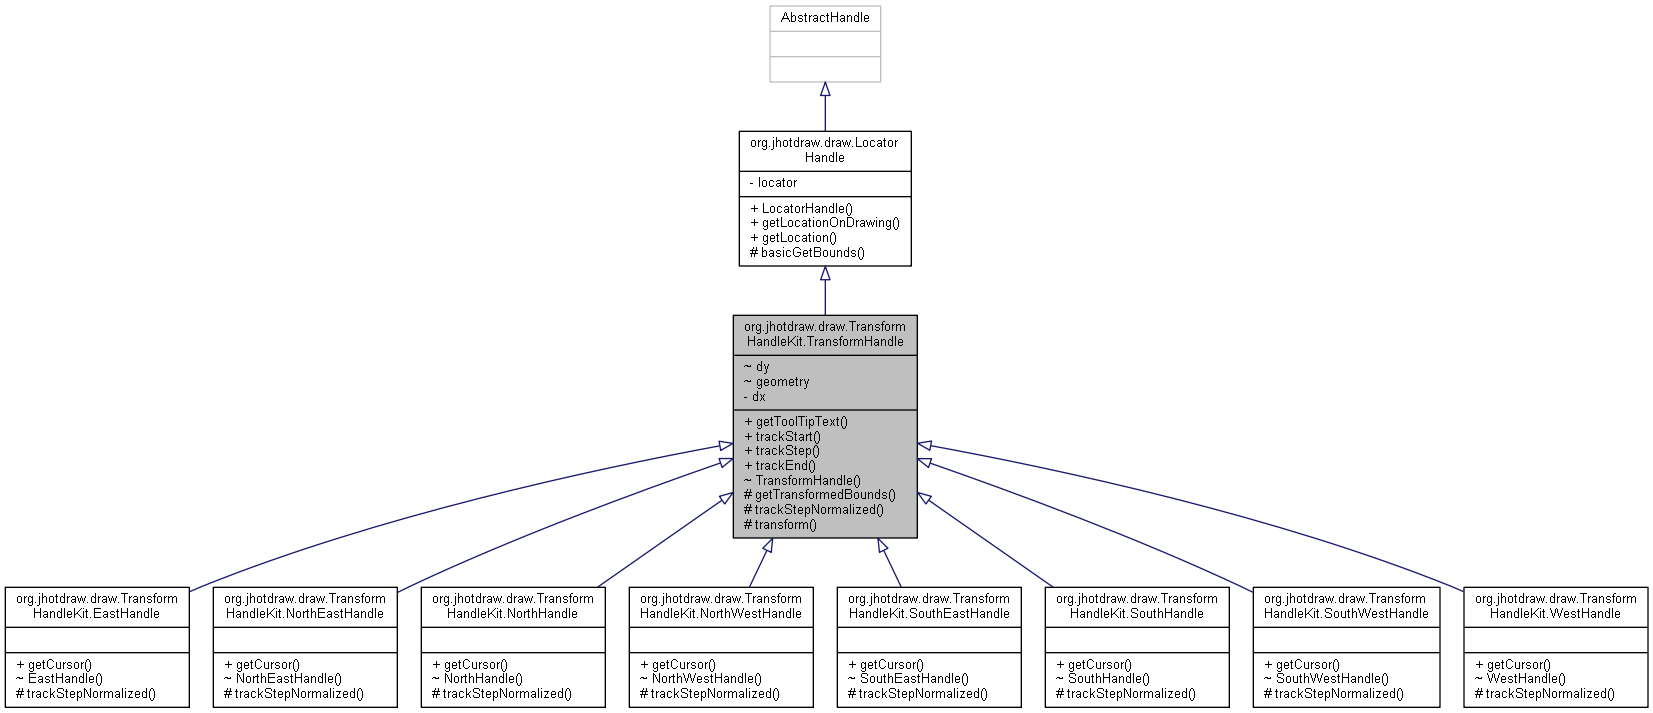 AbstractHandle
org.jhotdraw.draw.Locator
Handle
- locator
+ LocatorHandle()
+ getLocationOnDrawing()
+ getLocation()
# basicGetBounds()
org.jhotdraw.draw.Transform
HandleKit.TransformHandle
~ dy
~ geometry
- dx
+ getToolTipText()
+ trackStart()
+ trackStep()
+ trackEnd()
~ TransformHandle()
# getTransformedBounds()
# trackStepNormalized()
# transform()
org.jhotdraw.draw.Transform
HandleKit.EastHandle
+ getCursor()
~ EastHandle()
# trackStepNormalized()
org.jhotdraw.draw.Transform
HandleKit.NorthEastHandle
+ getCursor()
~ NorthEastHandle()
# trackStepNormalized()
org.jhotdraw.draw.Transform
HandleKit.NorthHandle
+ getCursor()
~ NorthHandle()
# trackStepNormalized()
org.jhotdraw.draw.Transform
HandleKit.NorthWestHandle
+ getCursor()
~ NorthWestHandle()
# trackStepNormalized()
org.jhotdraw.draw.Transform
HandleKit.SouthEastHandle
+ getCursor()
~ SouthEastHandle()
# trackStepNormalized()
org.jhotdraw.draw.Transform
HandleKit.SouthHandle
+ getCursor()
~ SouthHandle()
# trackStepNormalized()
org.jhotdraw.draw.Transform
HandleKit.SouthWestHandle
+ getCursor()
~ SouthWestHandle()
# trackStepNormalized()
org.jhotdraw.draw.Transform
HandleKit.WestHandle
+ getCursor()
~ WestHandle()
# trackStepNormalized()